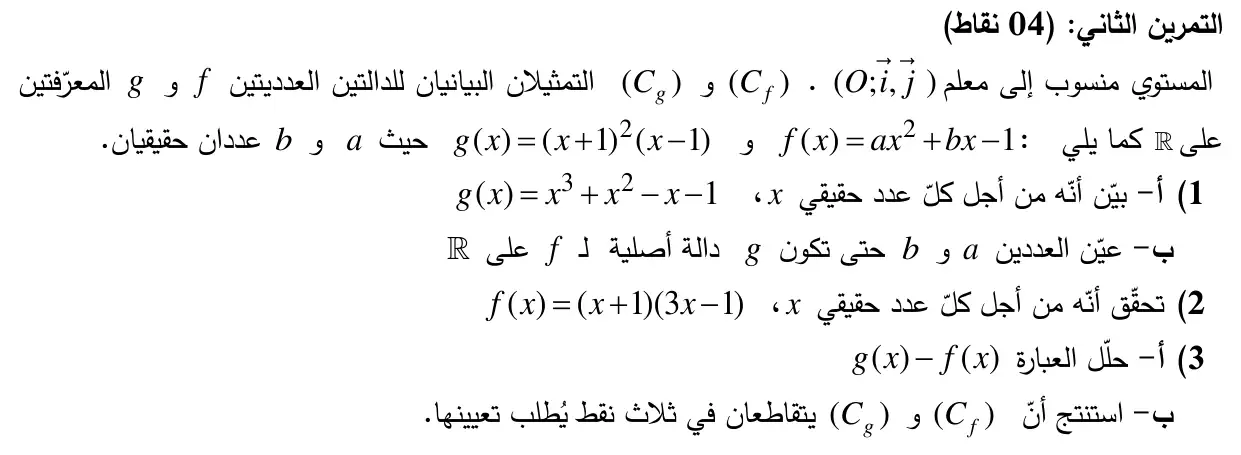 التمرين الثاني: (04 نقاط)
المستوي منسوب إلى معلم (O; i⃗, j⃗) . (C_f) و (C_g) التمثيلان البيانيان للدالتين العدديتين f و g المعرّفتين
على ℝ كما يلي : f(x) = ax² + bx − 1 و g(x) = (x+1)²(x−1) حيث a و b عددان حقيقيان.
1) أ- بيّن أنّه من أجل كلّ عدد حقيقي x ، g(x) = x³ + x² − x − 1
ب- عيّن العددين a و b حتى تكون g دالة أصلية لـ f على ℝ
2) تحقّق أنّه من أجل كلّ عدد حقيقي x ، f(x) = (x+1)(3x−1)
3) أ- حلّل العبارة g(x) − f(x)
ب- استنتج أنّ (C_f) و (C_g) يتقاطعان في ثلاث نقط يُطلب تعيينها.